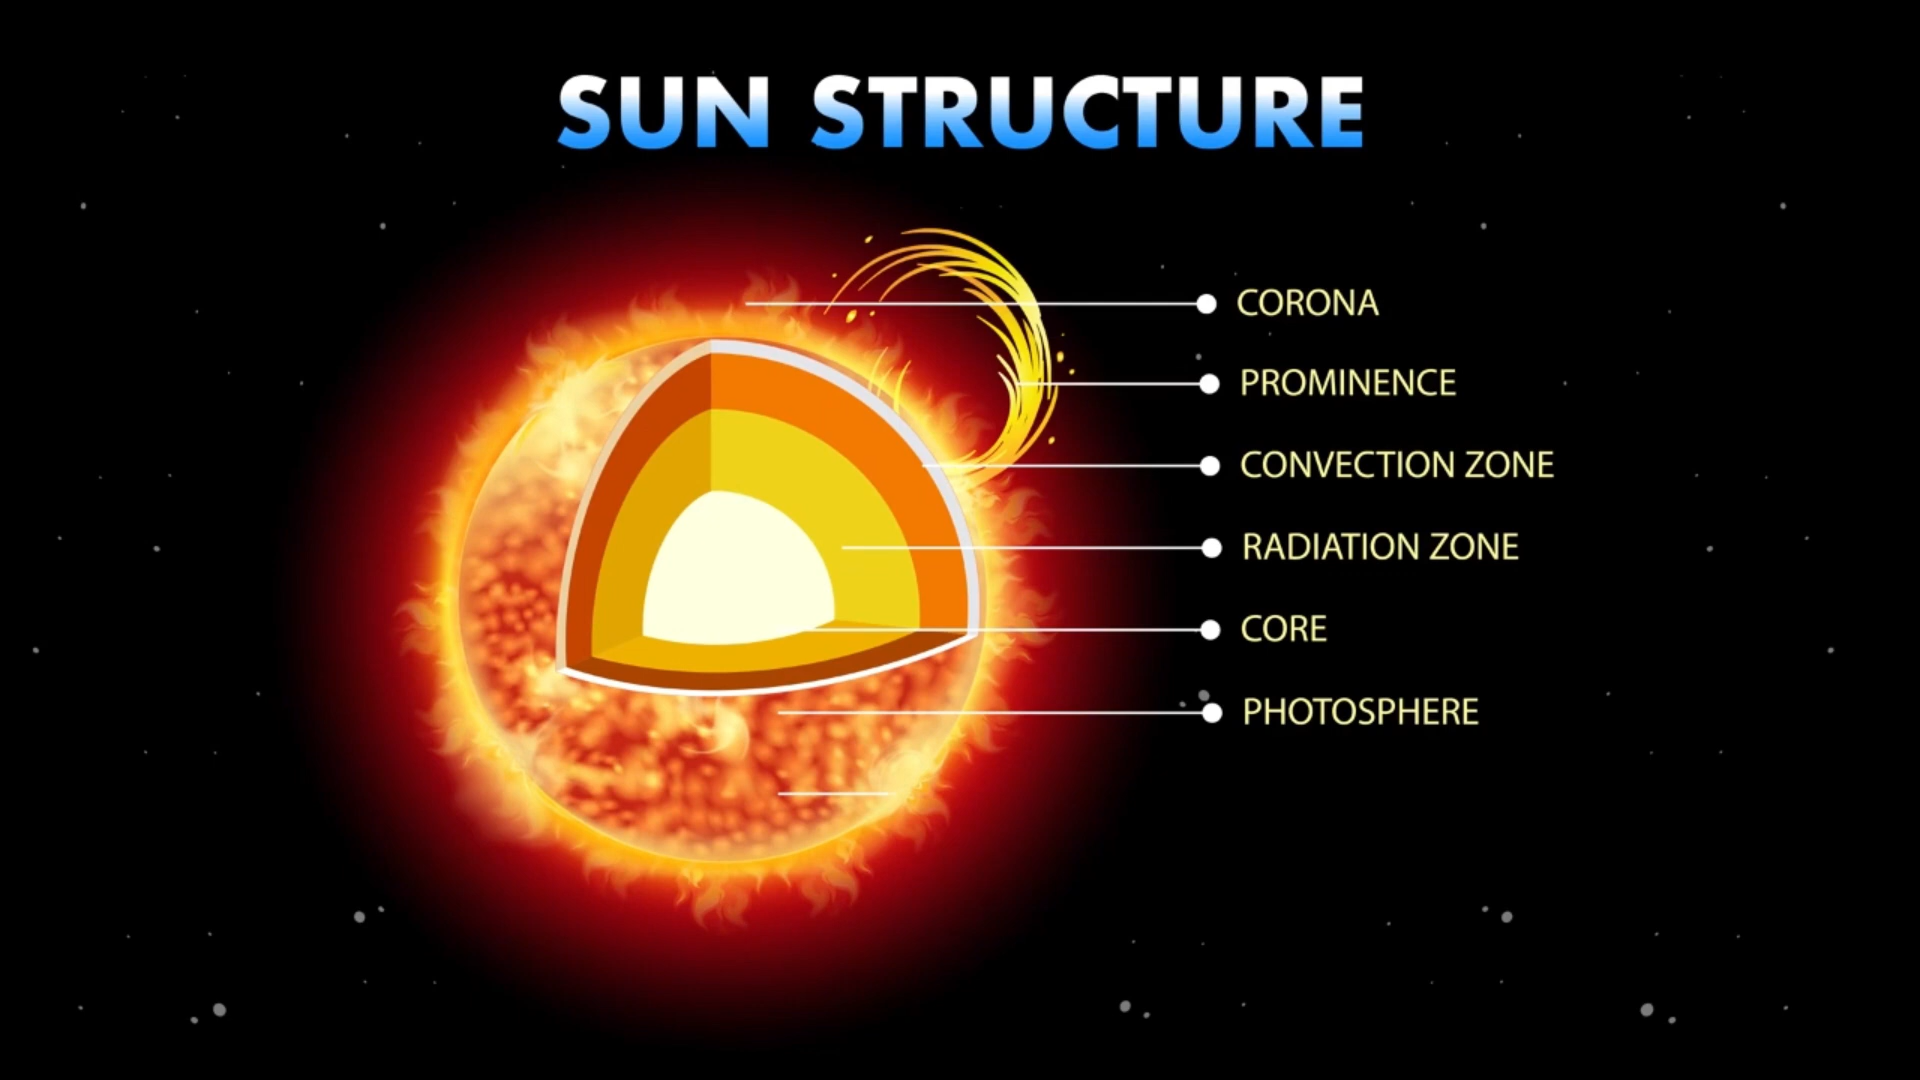 SUN STRUCTURE
CORONA
PROMINENCE
CONVECTION ZONE
RADIATION ZONE
CORE
PHOTOSPHERE